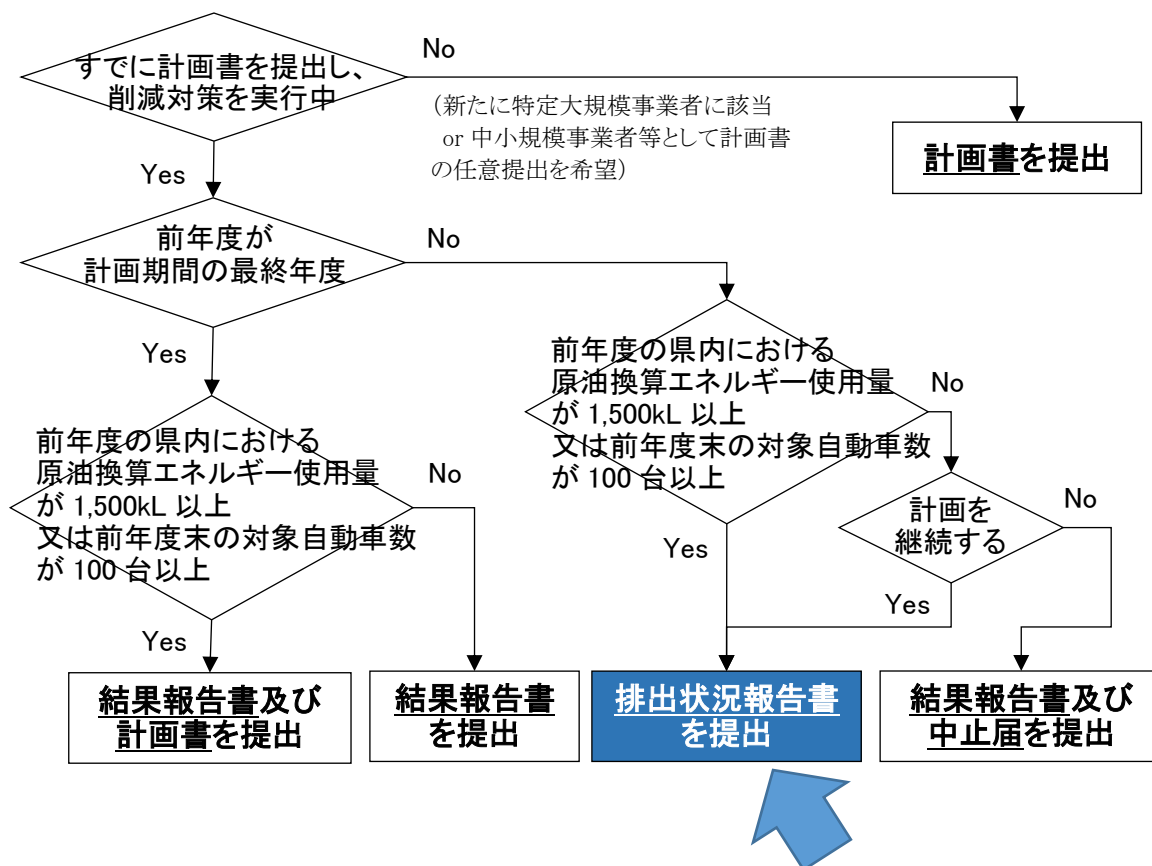 すでに計画書を提出し、
削減対策を実行中
No
（新たに特定大規模事業者に該当
or 中小規模事業者等として計画書
の任意提出を希望）
計画書を提出
Yes
前年度が
計画期間の最終年度
No
Yes
前年度の県内における
原油換算エネルギー使用量
が 1,500kL 以上
又は前年度末の対象自動車数
が 100 台以上
No
Yes
前年度の県内における
原油換算エネルギー使用量
が 1,500kL 以上
又は前年度末の対象自動車数
が 100 台以上
No
Yes
計画を
継続する
No
Yes
結果報告書及び
計画書を提出
結果報告書
を提出
排出状況報告書
を提出
結果報告書及び
中止届を提出